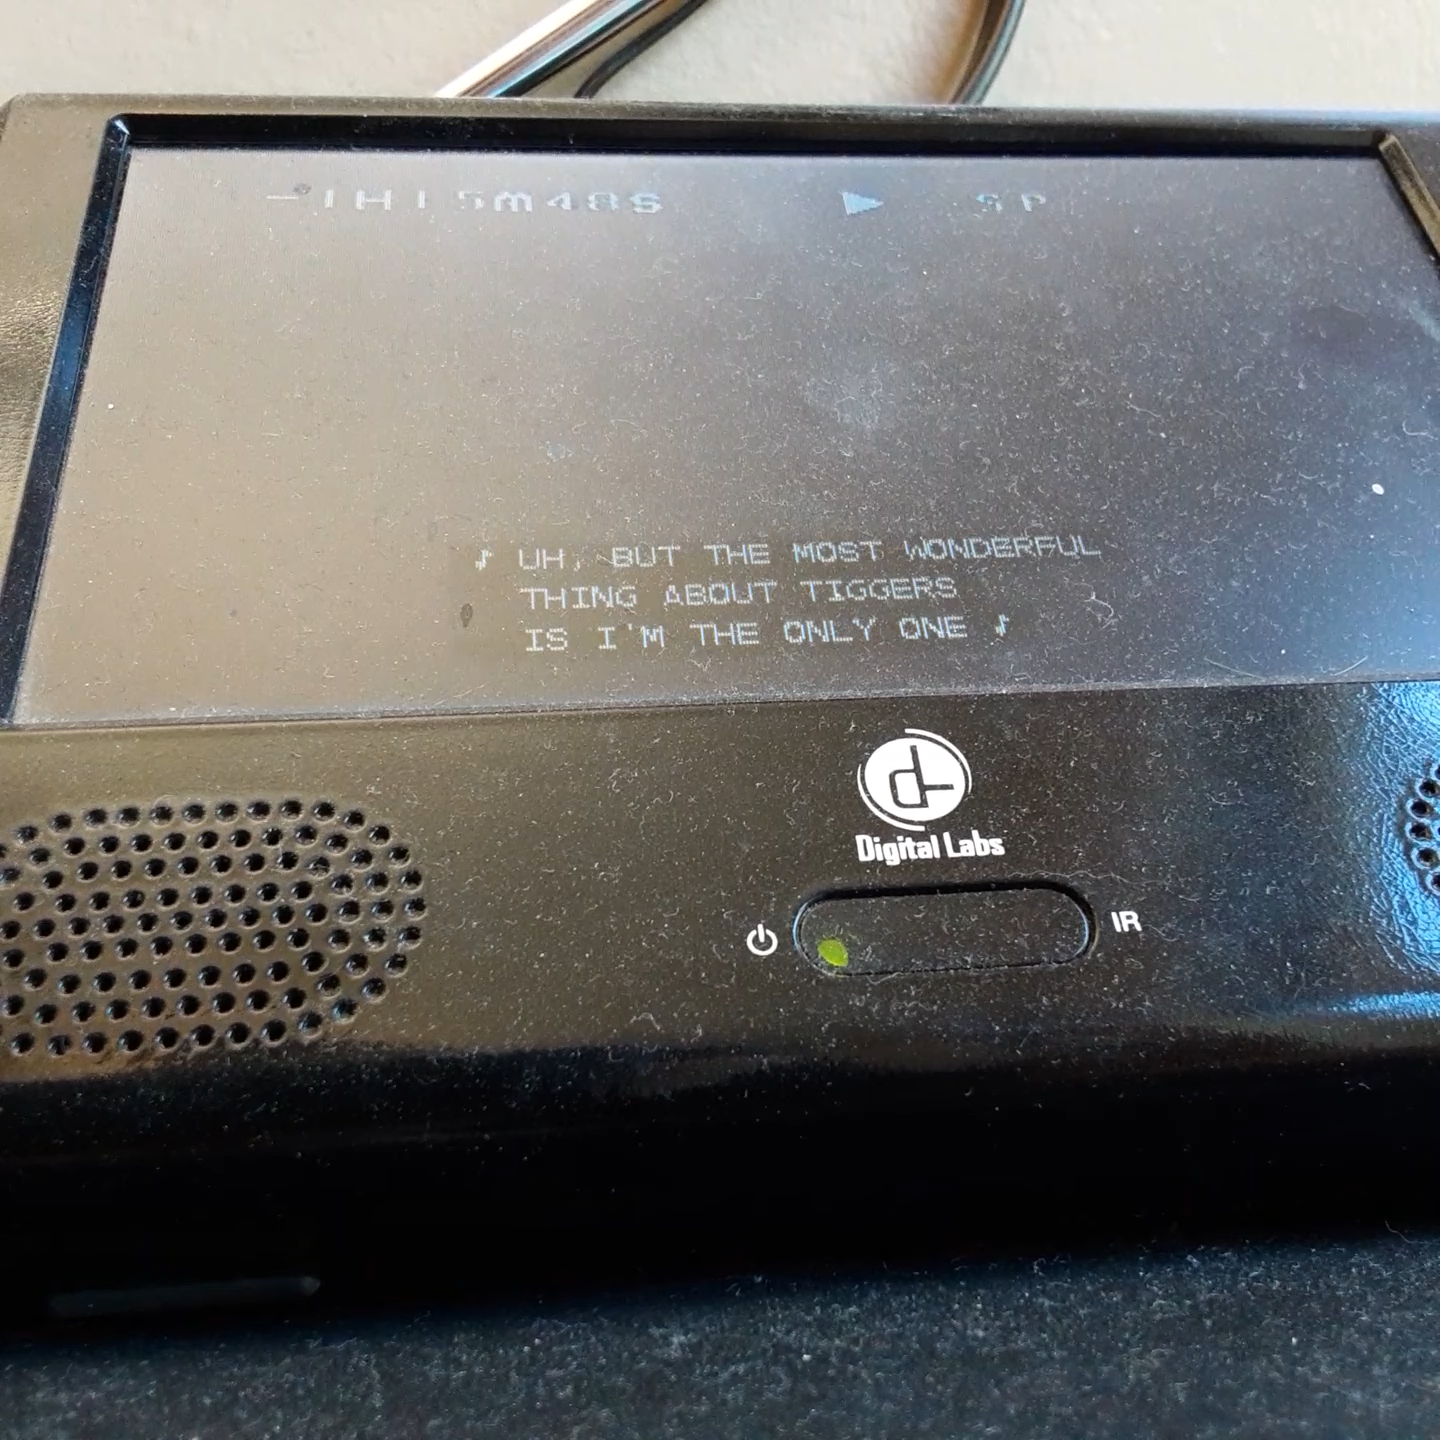 -1H15m48s ▶ SP
♪ UH, BUT THE MOST WONDERFUL
THING ABOUT TIGGERS
IS I'M THE ONLY ONE ♪
Digital Labs
IR